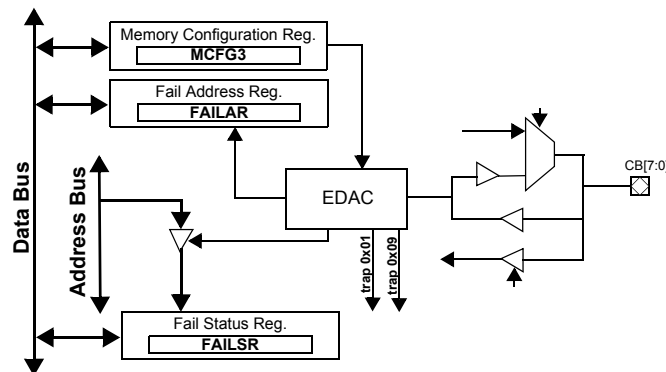 Memory Configuration Reg.
MCFG3
Fail Address Reg.
FAILAR
Data Bus
Address Bus
EDAC
CB[7:0]
trap 0x01
trap 0x09
Fail Status Reg.
FAILSR